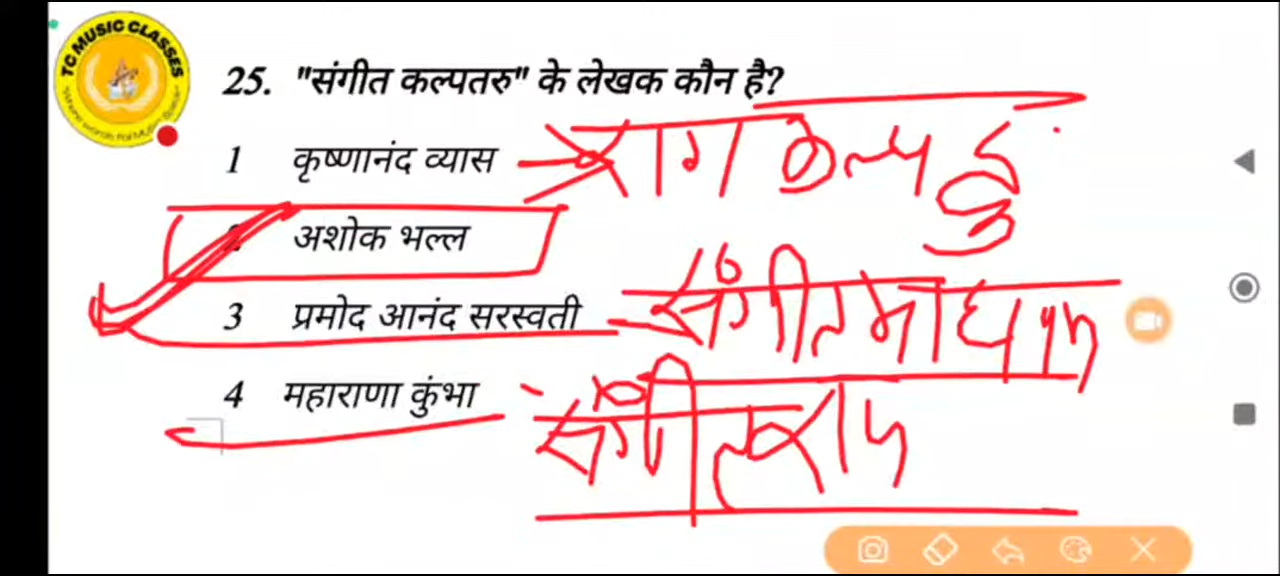 TC MUSIC CLASSES
25. "संगीत कल्पतरु" के लेखक कौन है?
1 कृष्णानंद व्यास
राग कल्पद्रु
2 अशोक भल्ल
3 प्रमोद आनंद सरस्वती
संगीत
4 महाराणा कुंभा
संगीतराज